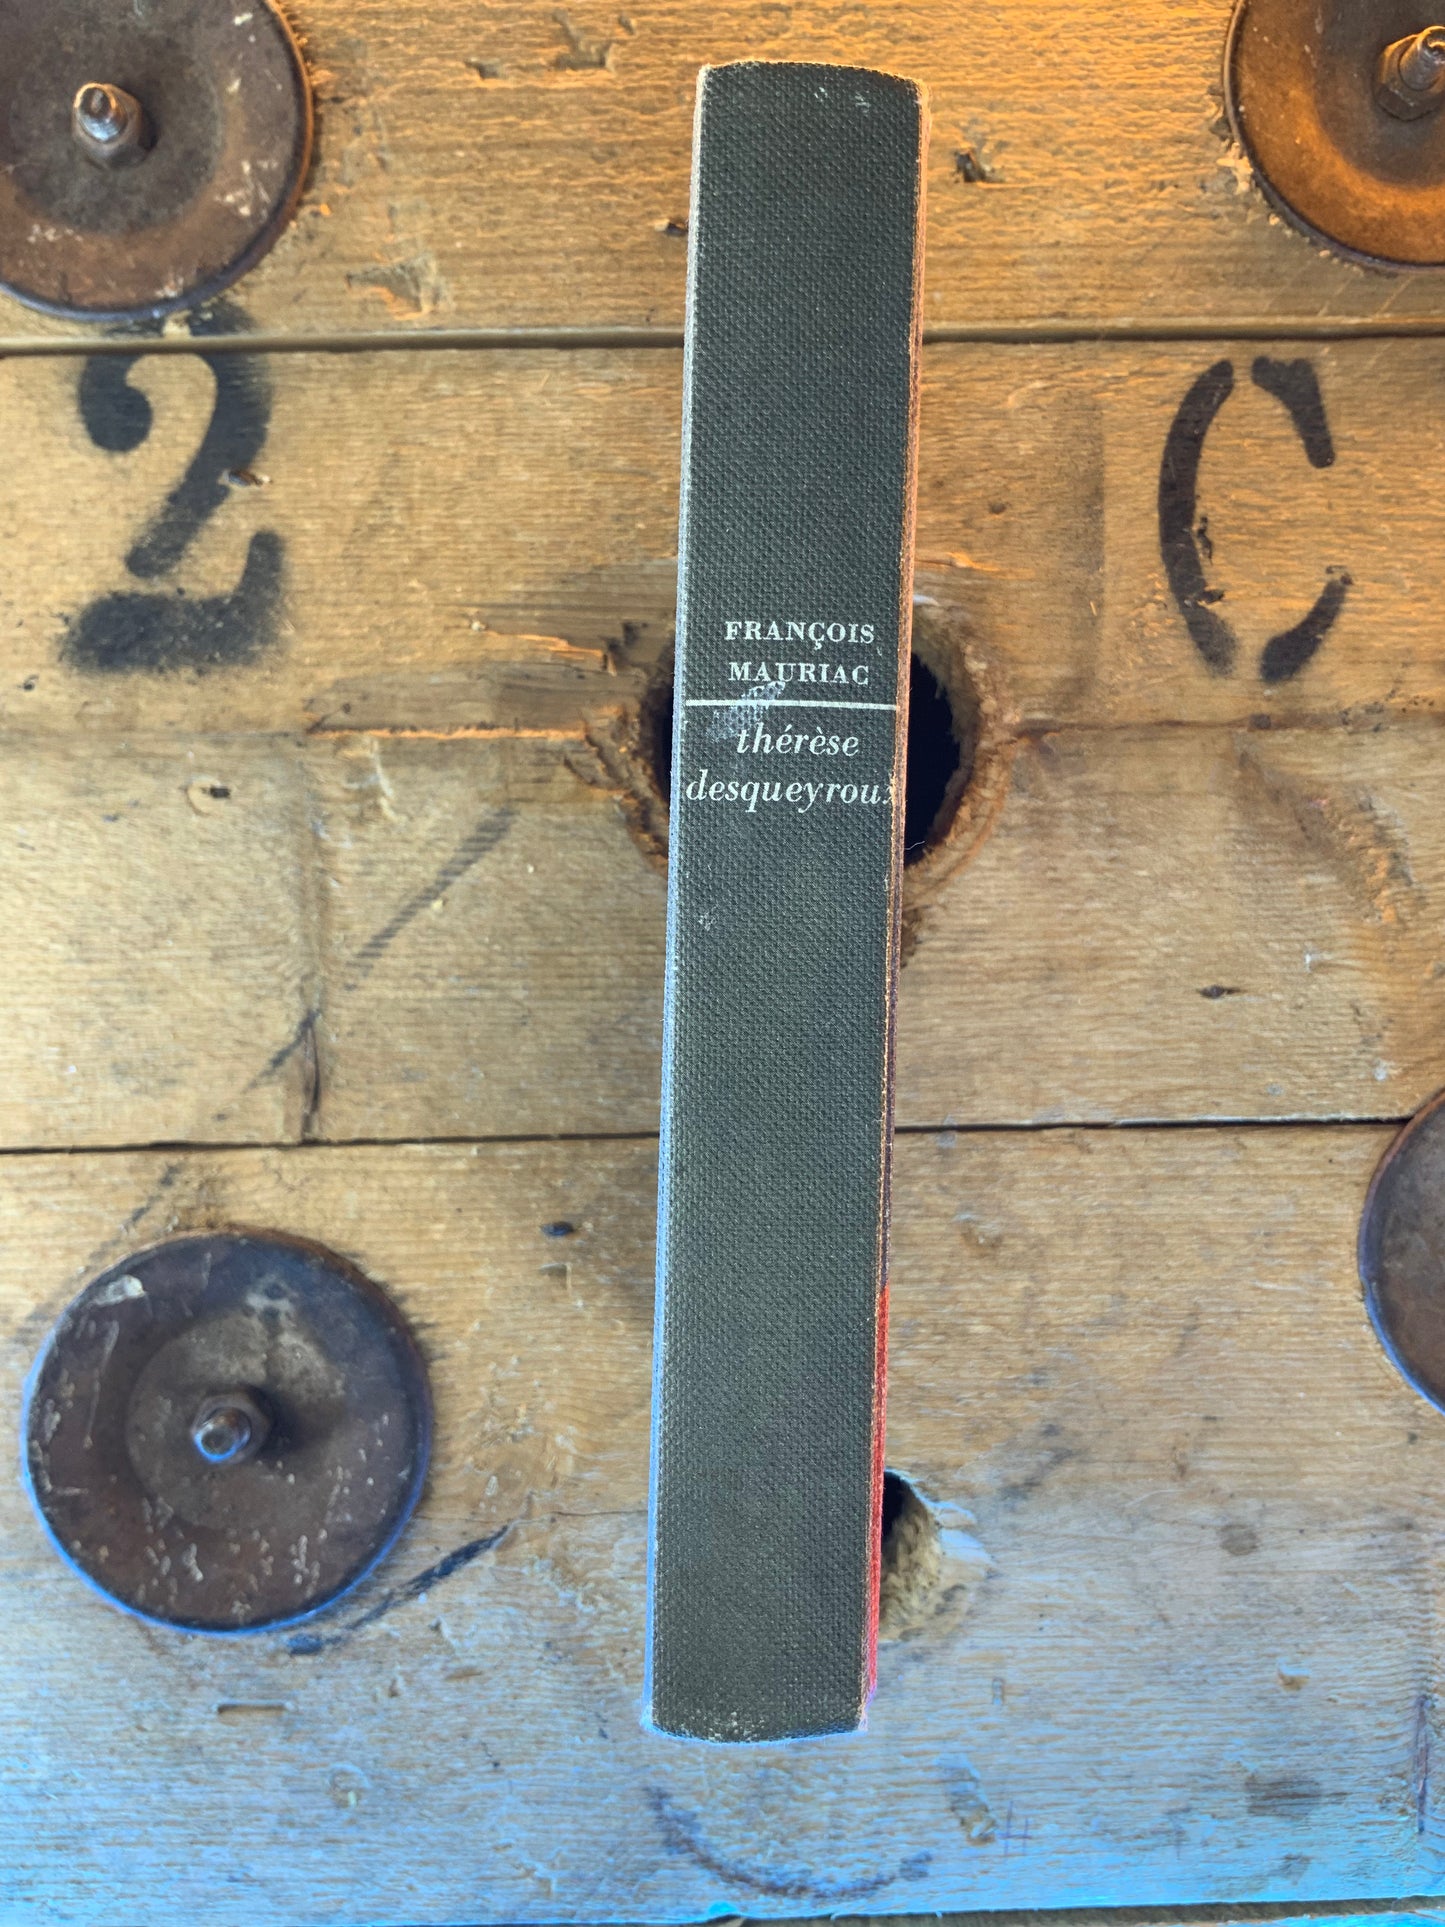 2 C
FRANÇOIS
MAURIAC
thérèse
desqueyroux